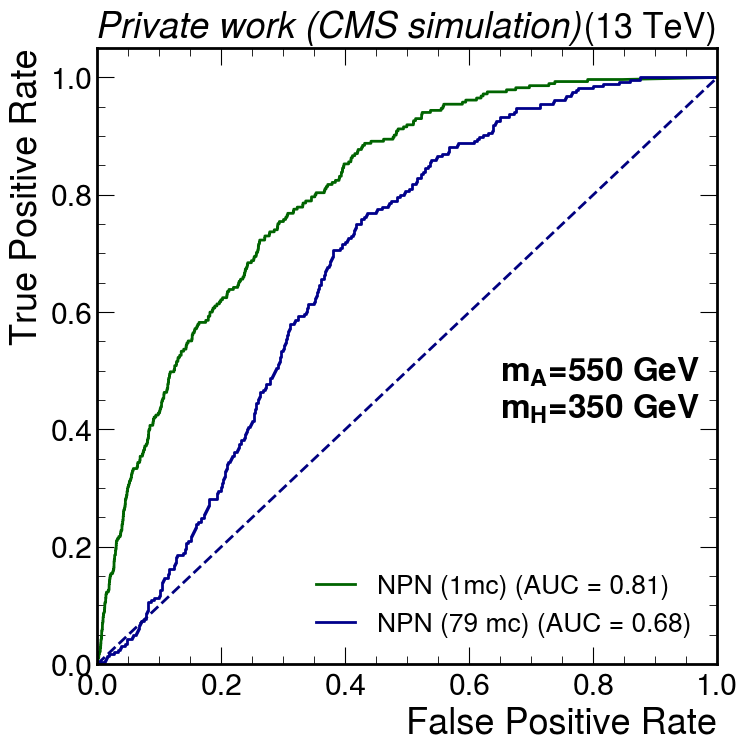 Private work (CMS simulation)(13 TeV)
True Positive Rate
1.0
0.8
0.6
0.4
0.2
0.0
m_A=550 GeV
m_H=350 GeV
NPN (1mc) (AUC = 0.81)
NPN (79 mc) (AUC = 0.68)
0.0 0.2 0.4 0.6 0.8 1.0
False Positive Rate